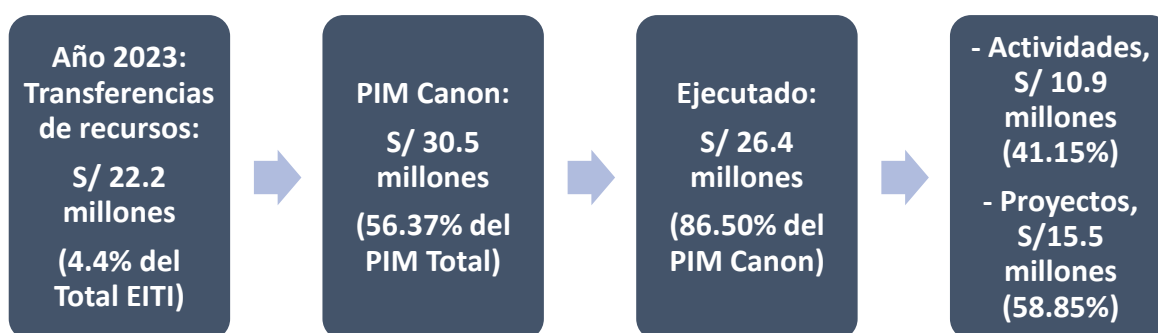 Año 2023:
Transferencias
de recursos:
S/ 22.2
millones
(4.4% del
Total EITI)
PIM Canon:
S/ 30.5
millones
(56.37% del
PIM Total)
Ejecutado:
S/ 26.4
millones
(86.50% del
PIM Canon)
- Actividades,
S/ 10.9
millones
(41.15%)
- Proyectos,
S/15.5
millones
(58.85%)